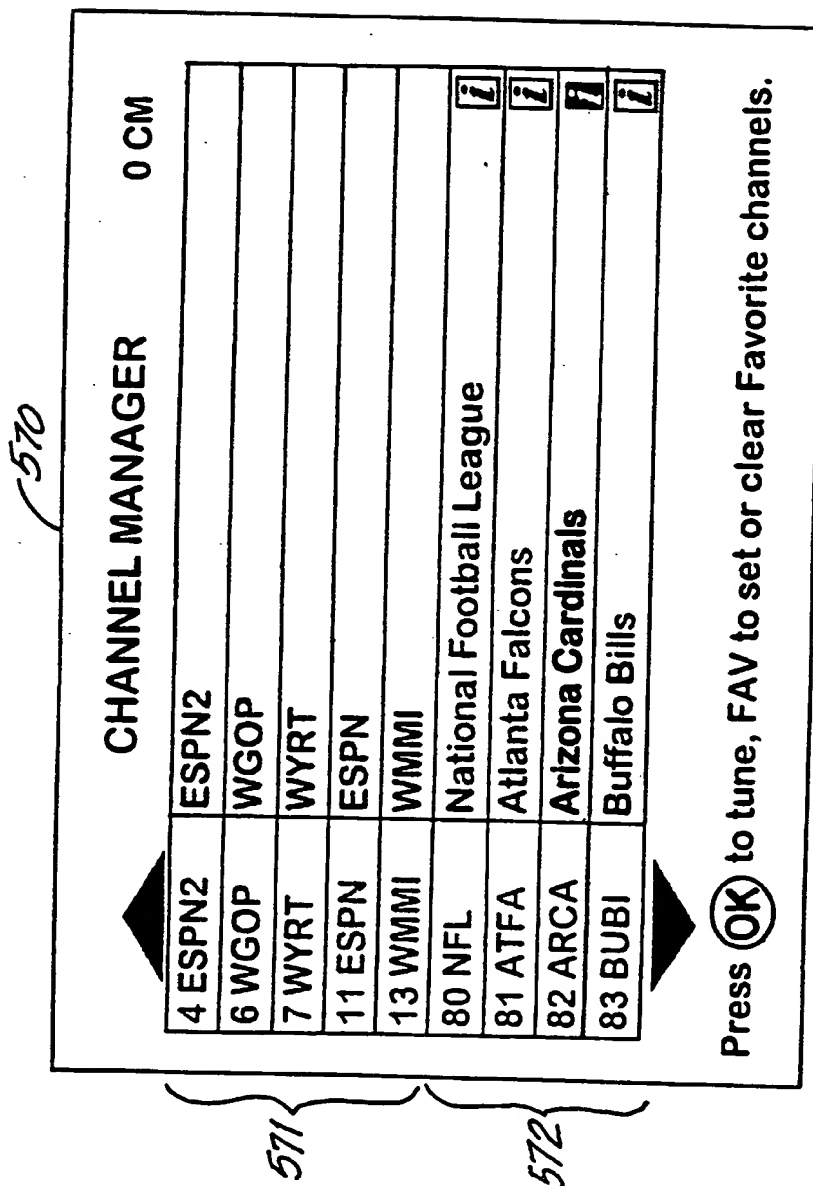 570
CHANNEL MANAGER 0 CM
4 ESPN2 ESPN2
6 WGOP WGOP
7 WYRT WYRT
11 ESPN ESPN
13 WMMI WMMI
80 NFL National Football League i
81 ATFA Atlanta Falcons i
82 ARCA Arizona Cardinals i
83 BUBI Buffalo Bills i
571
572
Press OK to tune, FAV to set or clear Favorite channels.